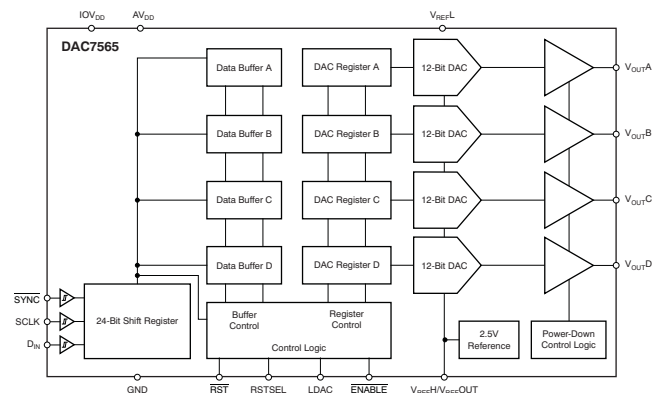 IOVDD AVDD VREFL
DAC7565
Data Buffer A DAC Register A 12-Bit DAC VOUTA
Data Buffer B DAC Register B 12-Bit DAC VOUTB
Data Buffer C DAC Register C 12-Bit DAC VOUTC
Data Buffer D DAC Register D 12-Bit DAC VOUTD
SYNC
SCLK
DIN
24-Bit Shift Register
Buffer
Control
Register
Control
Control Logic
2.5V
Reference
Power-Down
Control Logic
GND RST RSTSEL LDAC ENABLE VREFH/VREFOUT